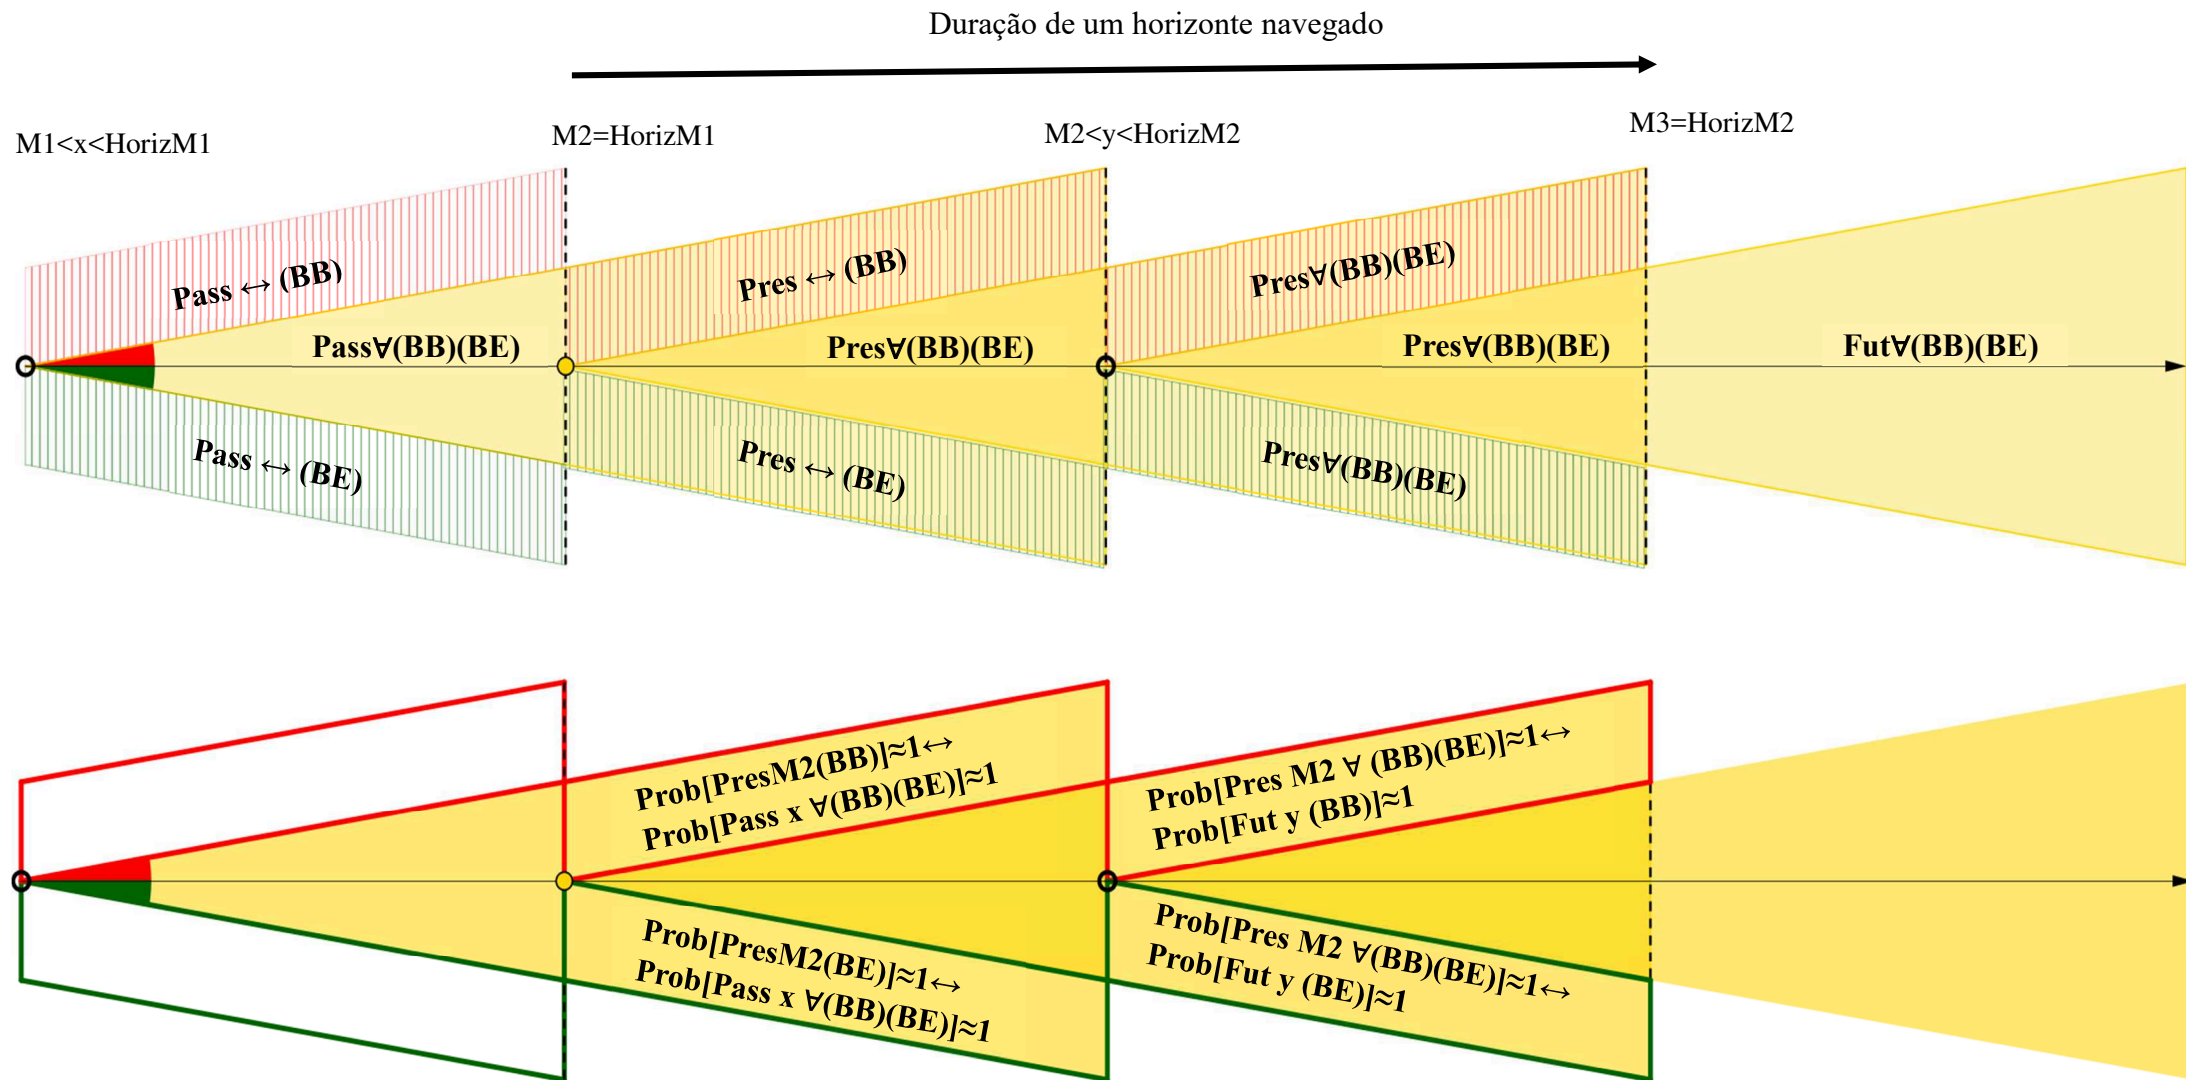 Duração de um horizonte navegado
M1<x<HorizM1
M2=HorizM1
M2<y<HorizM2
M3=HorizM2
Pass ↔ (BB)
Pres ↔ (BB)
Pres∀(BB)(BE)
Pass∀(BB)(BE)
Pres∀(BB)(BE)
Pres∀(BB)(BE)
Fut∀(BB)(BE)
Pass ↔ (BE)
Pres ↔ (BE)
Pres∀(BB)(BE)
Prob[PresM2(BB)]≈1↔
Prob[Pass x ∀(BB)(BE)]≈1
Prob[Pres M2 ∀ (BB)(BE)]≈1↔
Prob[Fut y (BB)]≈1
Prob[PresM2(BE)]≈1↔
Prob[Pass x ∀(BB)(BE)]≈1
Prob[Pres M2 ∀(BB)(BE)]≈1↔
Prob[Fut y (BE)]≈1